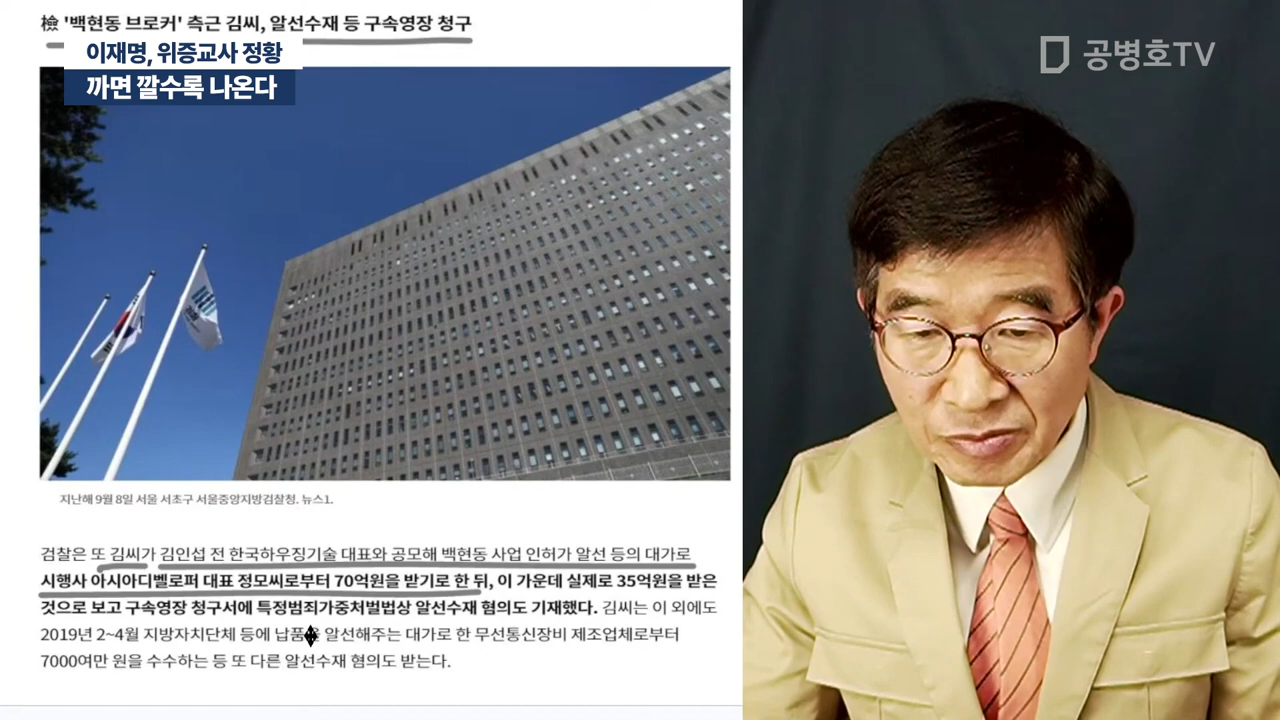 檢 '백현동 브로커' 측근 김씨, 알선수재 등 구속영장 청구
이재명, 위증교사 정황
까면 깔수록 나온다
공병호TV
지난해 9월 8일 서울 서초구 서울중앙지방검찰청. 뉴스1.
검찰은 또 김씨가 김인섭 전 한국하우징기술 대표와 공모해 백현동 사업 인허가 알선 등의 대가로
시행사 아시아디벨로퍼 대표 정모씨로부터 70억원을 받기로 한 뒤, 이 가운데 실제로 35억원을 받은
것으로 보고 구속영장 청구서에 특정범죄가중처벌법상 알선수재 혐의도 기재했다. 김씨는 이 외에도
2019년 2~4월 지방자치단체 등에 납품 알선해주는 대가로 한 무선통신장비 제조업체로부터
7000여만 원을 수수하는 등 또 다른 알선수재 혐의도 받는다.